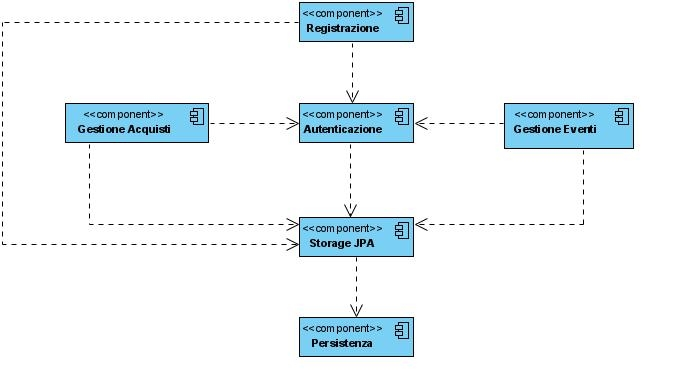 <<component>>
Registrazione
<<component>>
Gestione Acquisti
<<component>>
Autenticazione
<<component>>
Gestione Eventi
<<component>>
Storage JPA
<<component>>
Persistenza